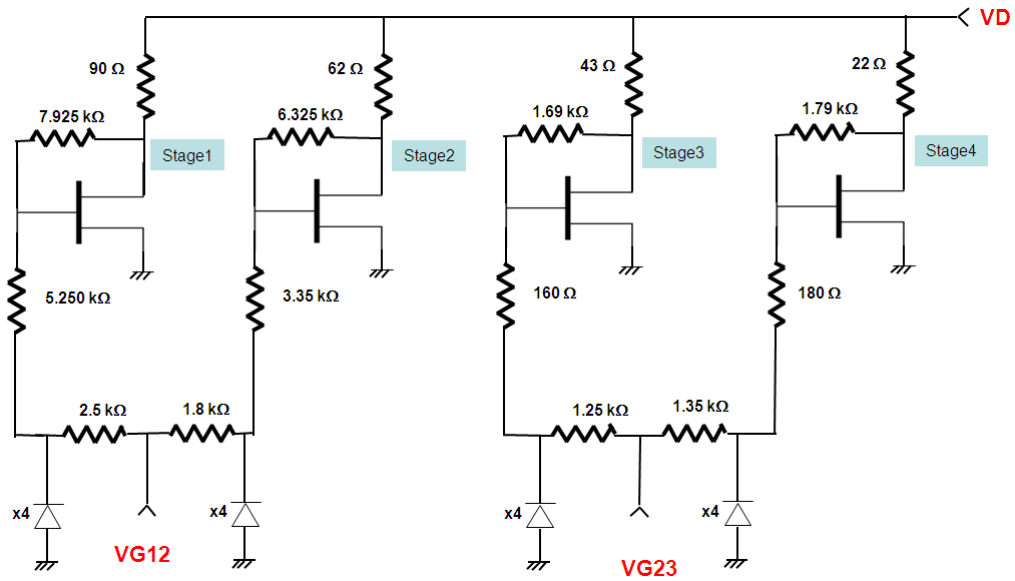 VD
90 Ω
62 Ω
43 Ω
22 Ω
7.925 kΩ
6.325 kΩ
1.69 kΩ
1.79 kΩ
Stage1
Stage2
Stage3
Stage4
5.250 kΩ
3.35 kΩ
160 Ω
180 Ω
2.5 kΩ
1.8 kΩ
1.25 kΩ
1.35 kΩ
x4
x4
x4
x4
VG12
VG23